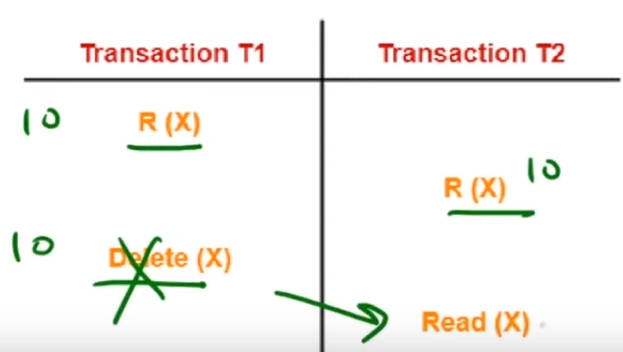 Transaction T1 Transaction T2
10 R (X)
R (X) 10
10 Delete (X)
Read (X)